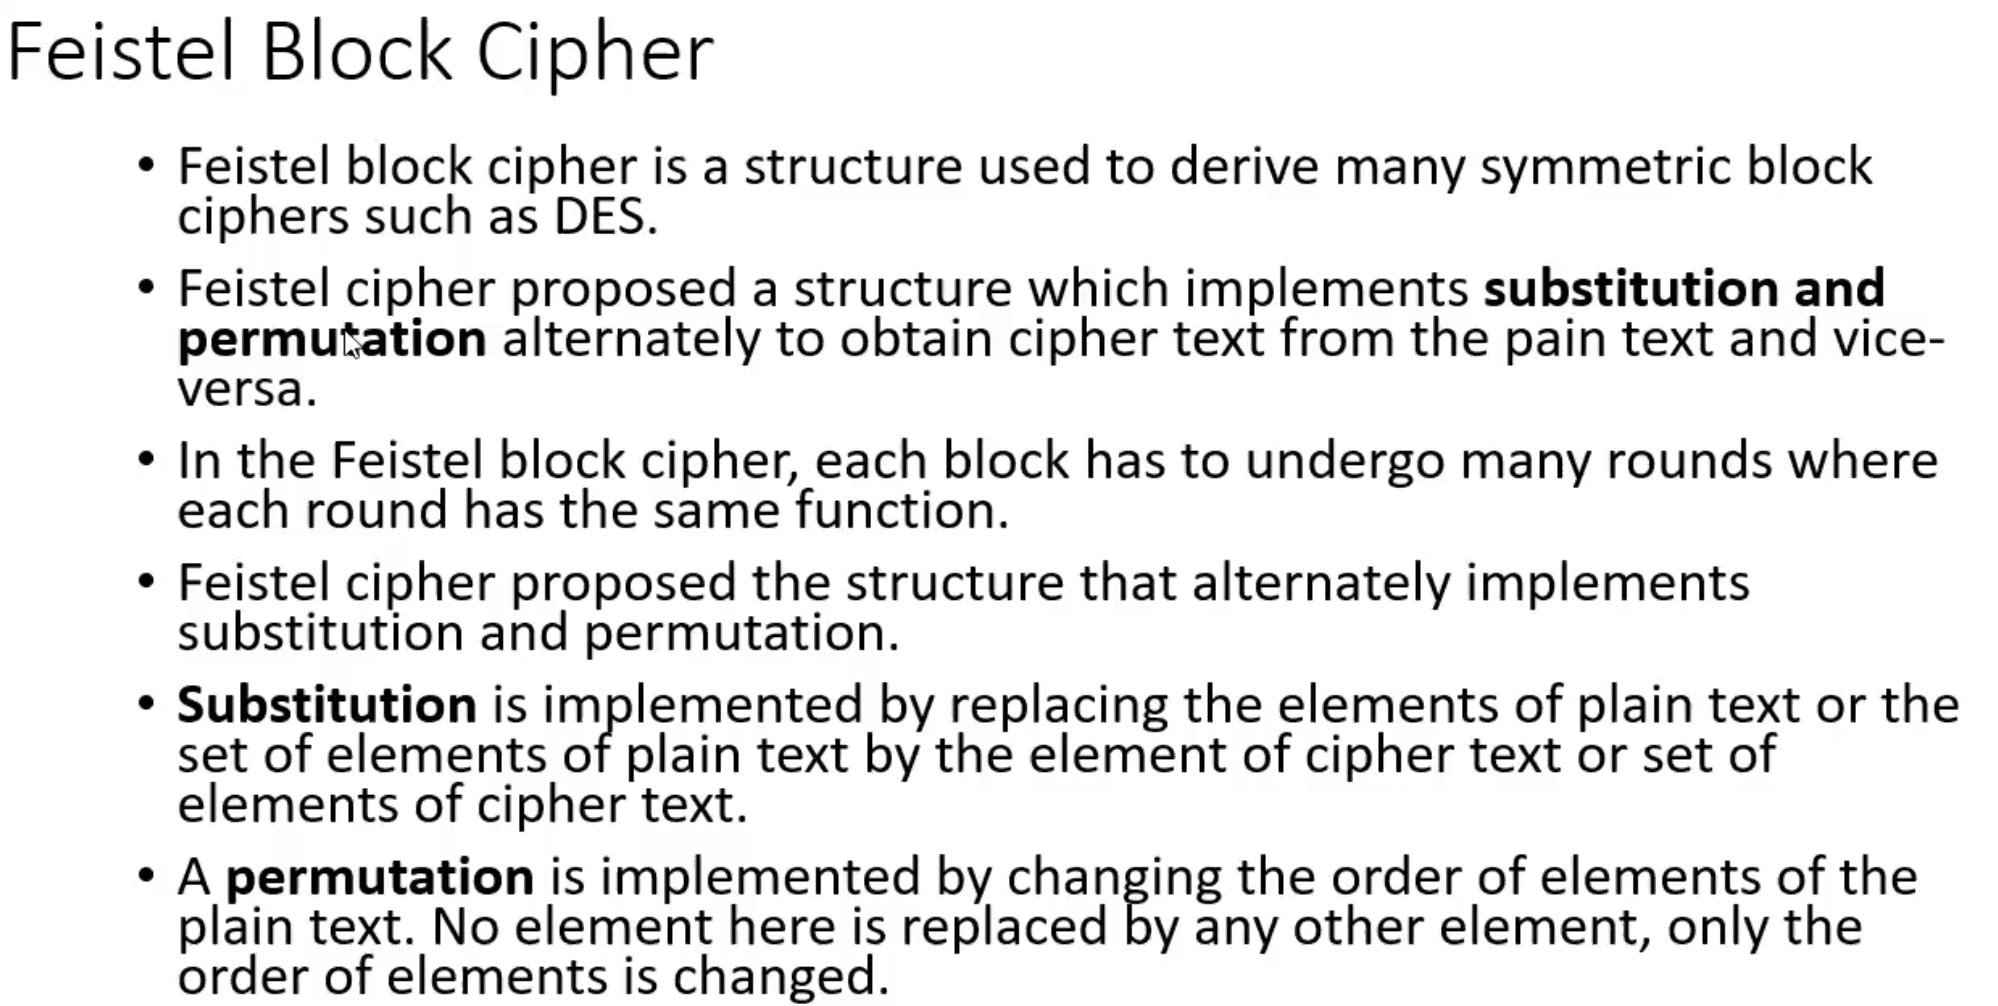 Feistel Block Cipher
• Feistel block cipher is a structure used to derive many symmetric block
ciphers such as DES.
• Feistel cipher proposed a structure which implements substitution and
permutation alternately to obtain cipher text from the pain text and vice-
versa.
• In the Feistel block cipher, each block has to undergo many rounds where
each round has the same function.
• Feistel cipher proposed the structure that alternately implements
substitution and permutation.
• Substitution is implemented by replacing the elements of plain text or the
set of elements of plain text by the element of cipher text or set of
elements of cipher text.
• A permutation is implemented by changing the order of elements of the
plain text. No element here is replaced by any other element, only the
order of elements is changed.